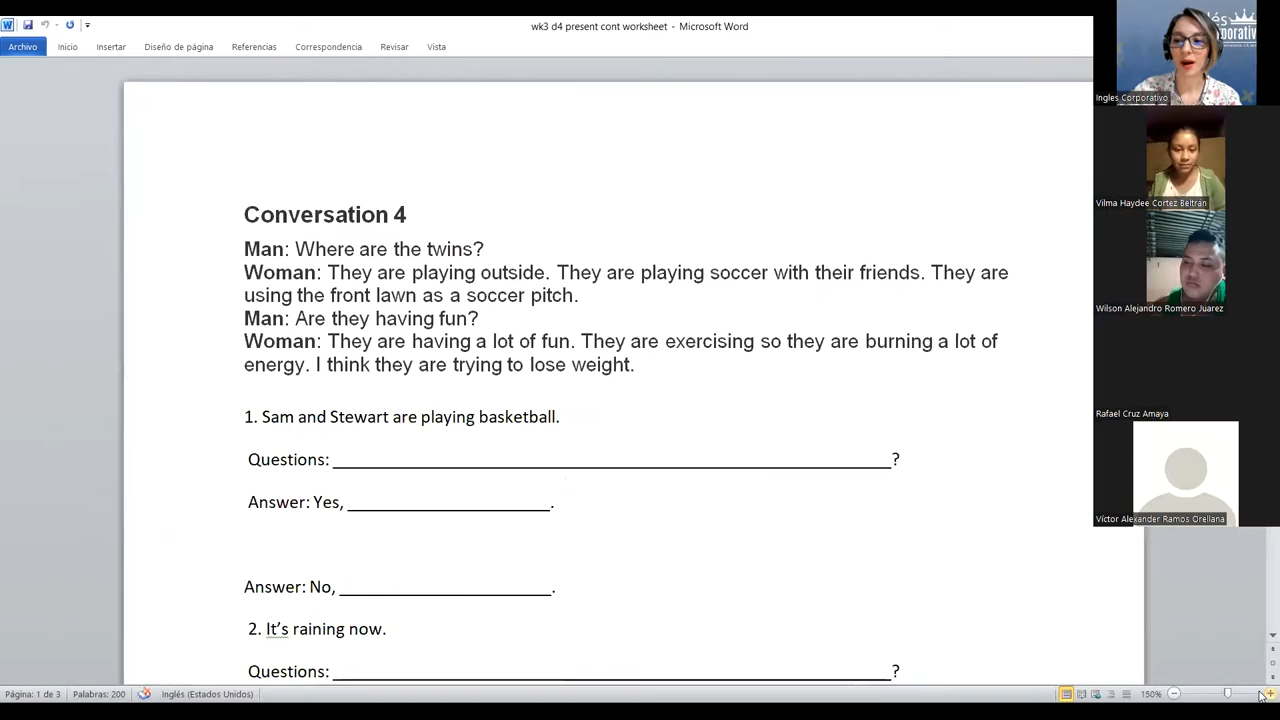 wk3 d4 present cont worksheet - Microsoft Word
Archivo Inicio Insertar Diseño de página Referencias Correspondencia Revisar Vista
Conversation 4
Man: Where are the twins?
Woman: They are playing outside. They are playing soccer with their friends. They are
using the front lawn as a soccer pitch.
Man: Are they having fun?
Woman: They are having a lot of fun. They are exercising so they are burning a lot of
energy. I think they are trying to lose weight.
1. Sam and Stewart are playing basketball.
Questions: ______________________________?
Answer: Yes, ____________________.
Answer: No, ____________________.
2. It's raining now.
Questions: ______________________________?
Página: 1 de 3 Palabras: 200 Inglés (Estados Unidos) 150%
Ingles Corporativo
Vilma Haydee Cortez Beltrán
Wilson Alejandro Romero Juarez
Rafael Cruz Amaya
Víctor Alexander Ramos Orellana